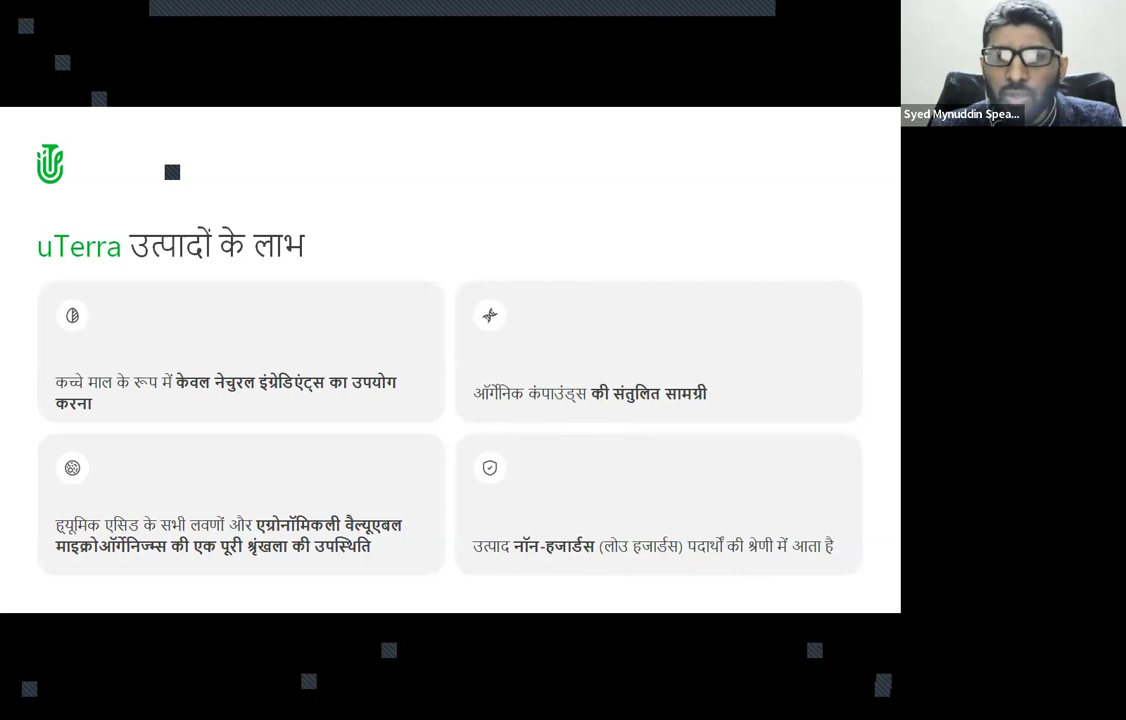 Syed Mynuddin Spea...
uTerra उत्पादों के लाभ
कच्चे माल के रूप में केवल नेचुरल इंग्रेडिएंट्स का उपयोग
करना
ऑर्गेनिक कंपाउंड्स की संतुलित सामग्री
ह्यूमिक एसिड के सभी लवणों और एग्रोनॉमिकली वैल्यूएबल
माइक्रोऑर्गेनिज्म्स की एक पूरी श्रृंखला की उपस्थिति
उत्पाद नॉन-हजार्डस (लोउ हजार्डस) पदार्थों की श्रेणी में आता है